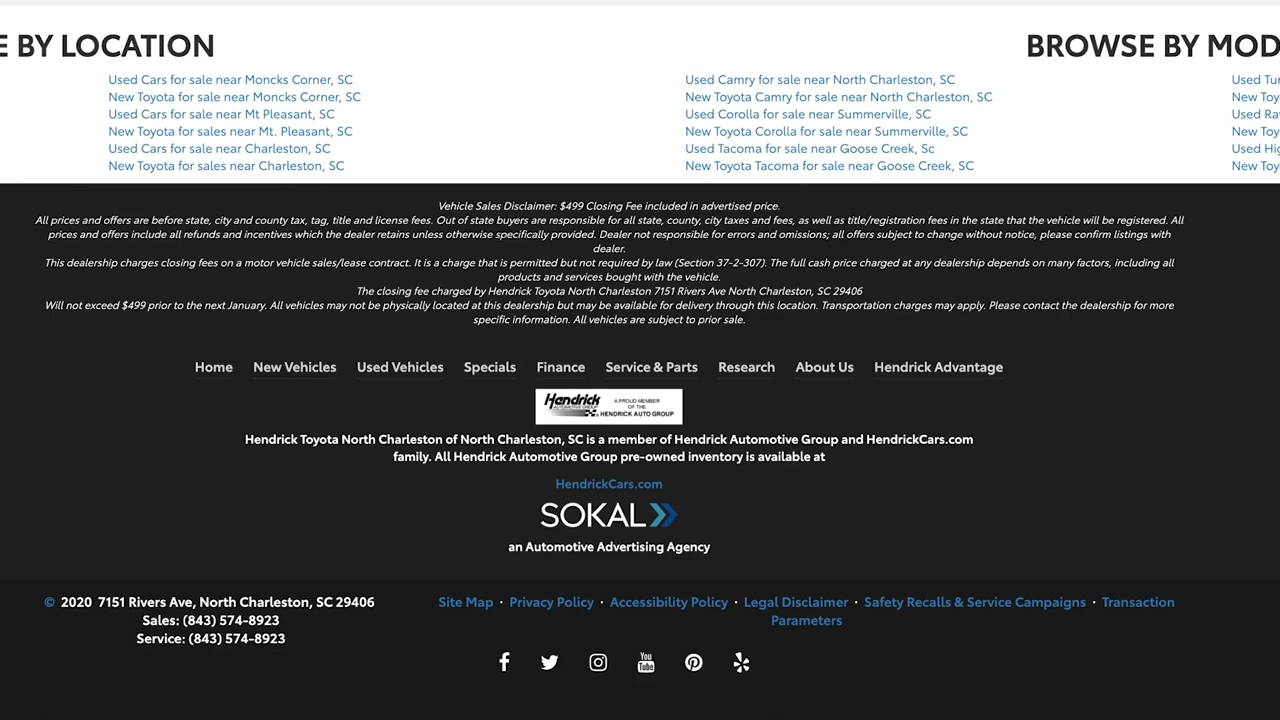 E BY LOCATION
BROWSE BY MOD
Used Cars for sale near Moncks Corner, SC
New Toyota for sale near Moncks Corner, SC
Used Cars for sale near Mt Pleasant, SC
New Toyota for sales near Mt. Pleasant, SC
Used Cars for sale near Charleston, SC
New Toyota for sales near Charleston, SC
Used Camry for sale near North Charleston, SC
New Toyota Camry for sale near North Charleston, SC
Used Corolla for sale near Summerville, SC
New Toyota Corolla for sale near Summerville, SC
Used Tacoma for sale near Goose Creek, Sc
New Toyota Tacoma for sale near Goose Creek, SC
Used Tu
New Toy
Used Ra
New Toy
Used Hig
New Toy
Vehicle Sales Disclaimer: $499 Closing Fee included in advertised price.
All prices and offers are before state, city and county tax, tag, title and license fees. Out of state buyers are responsible for all state, county, city taxes and fees, as well as title/registration fees in the state that the vehicle will be registered. All
prices and offers include all refunds and incentives which the dealer retains unless otherwise specifically provided. Dealer not responsible for errors and omissions; all offers subject to change without notice, please confirm listings with
dealer.
This dealership charges closing fees on a motor vehicle sales/lease contract. It is a charge that is permitted but not required by law (Section 37-2-307). The full cash price charged at any dealership depends on many factors, including all
products and services bought with the vehicle.
The closing fee charged by Hendrick Toyota North Charleston 7151 Rivers Ave North Charleston, SC 29406
Will not exceed $499 prior to the next January. All vehicles may not be physically located at this dealership but may be available for delivery through this location. Transportation charges may apply. Please contact the dealership for more
specific information. All vehicles are subject to prior sale.
Home New Vehicles Used Vehicles Specials Finance Service & Parts Research About Us Hendrick Advantage
Hendrick
AUTOMOTIVE GROUP
A PROUD MEMBER
OF THE
HENDRICK AUTO GROUP
Hendrick Toyota North Charleston of North Charleston, SC is a member of Hendrick Automotive Group and HendrickCars.com
family. All Hendrick Automotive Group pre-owned inventory is available at
HendrickCars.com
SOKAL
an Automotive Advertising Agency
© 2020 7151 Rivers Ave, North Charleston, SC 29406
Sales: (843) 574-8923
Service: (843) 574-8923
Site Map · Privacy Policy · Accessibility Policy · Legal Disclaimer · Safety Recalls & Service Campaigns · Transaction
Parameters
You
Tube